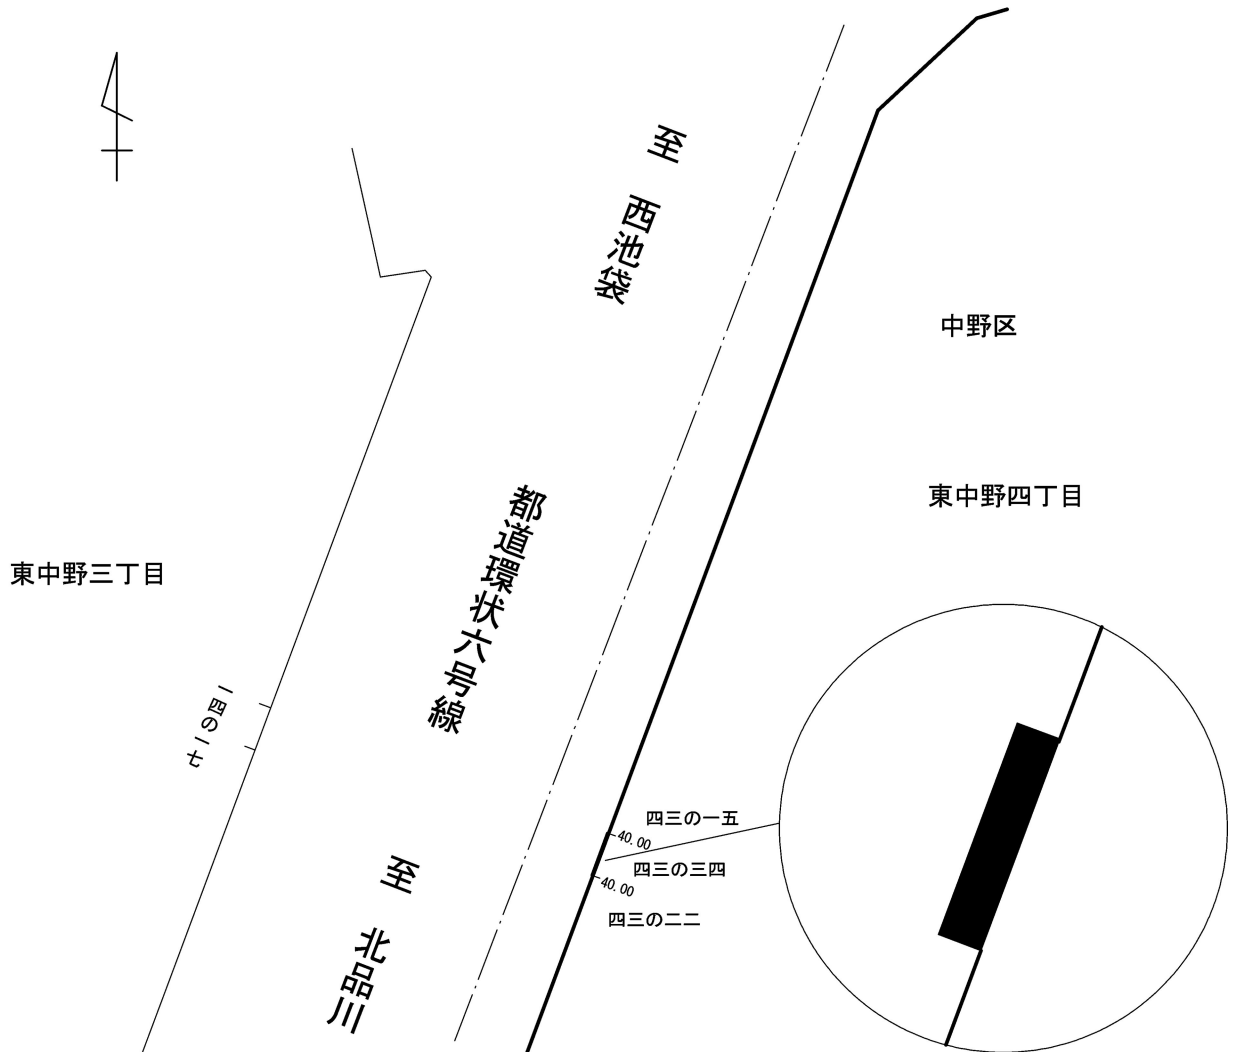 至 西池袋
中野区
東中野四丁目
都道環状六号線
東中野三丁目
一四の一七
四三の一五
40.00
四三の三四
40.00
四三の二二
至 北品川